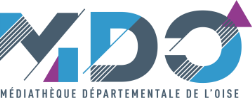 MDO
MÉDIATHÈQUE DÉPARTEMENTALE DE L'OISE